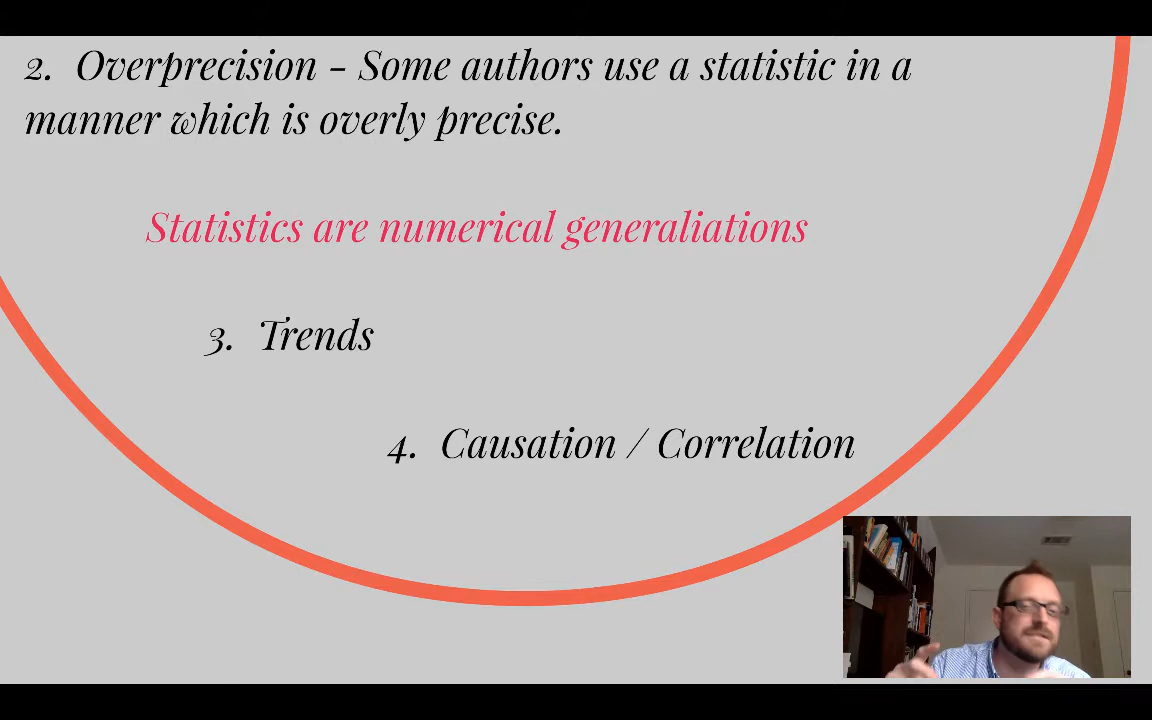 2. Overprecision - Some authors use a statistic in a
manner which is overly precise.
Statistics are numerical generaliations
3. Trends
4. Causation / Correlation